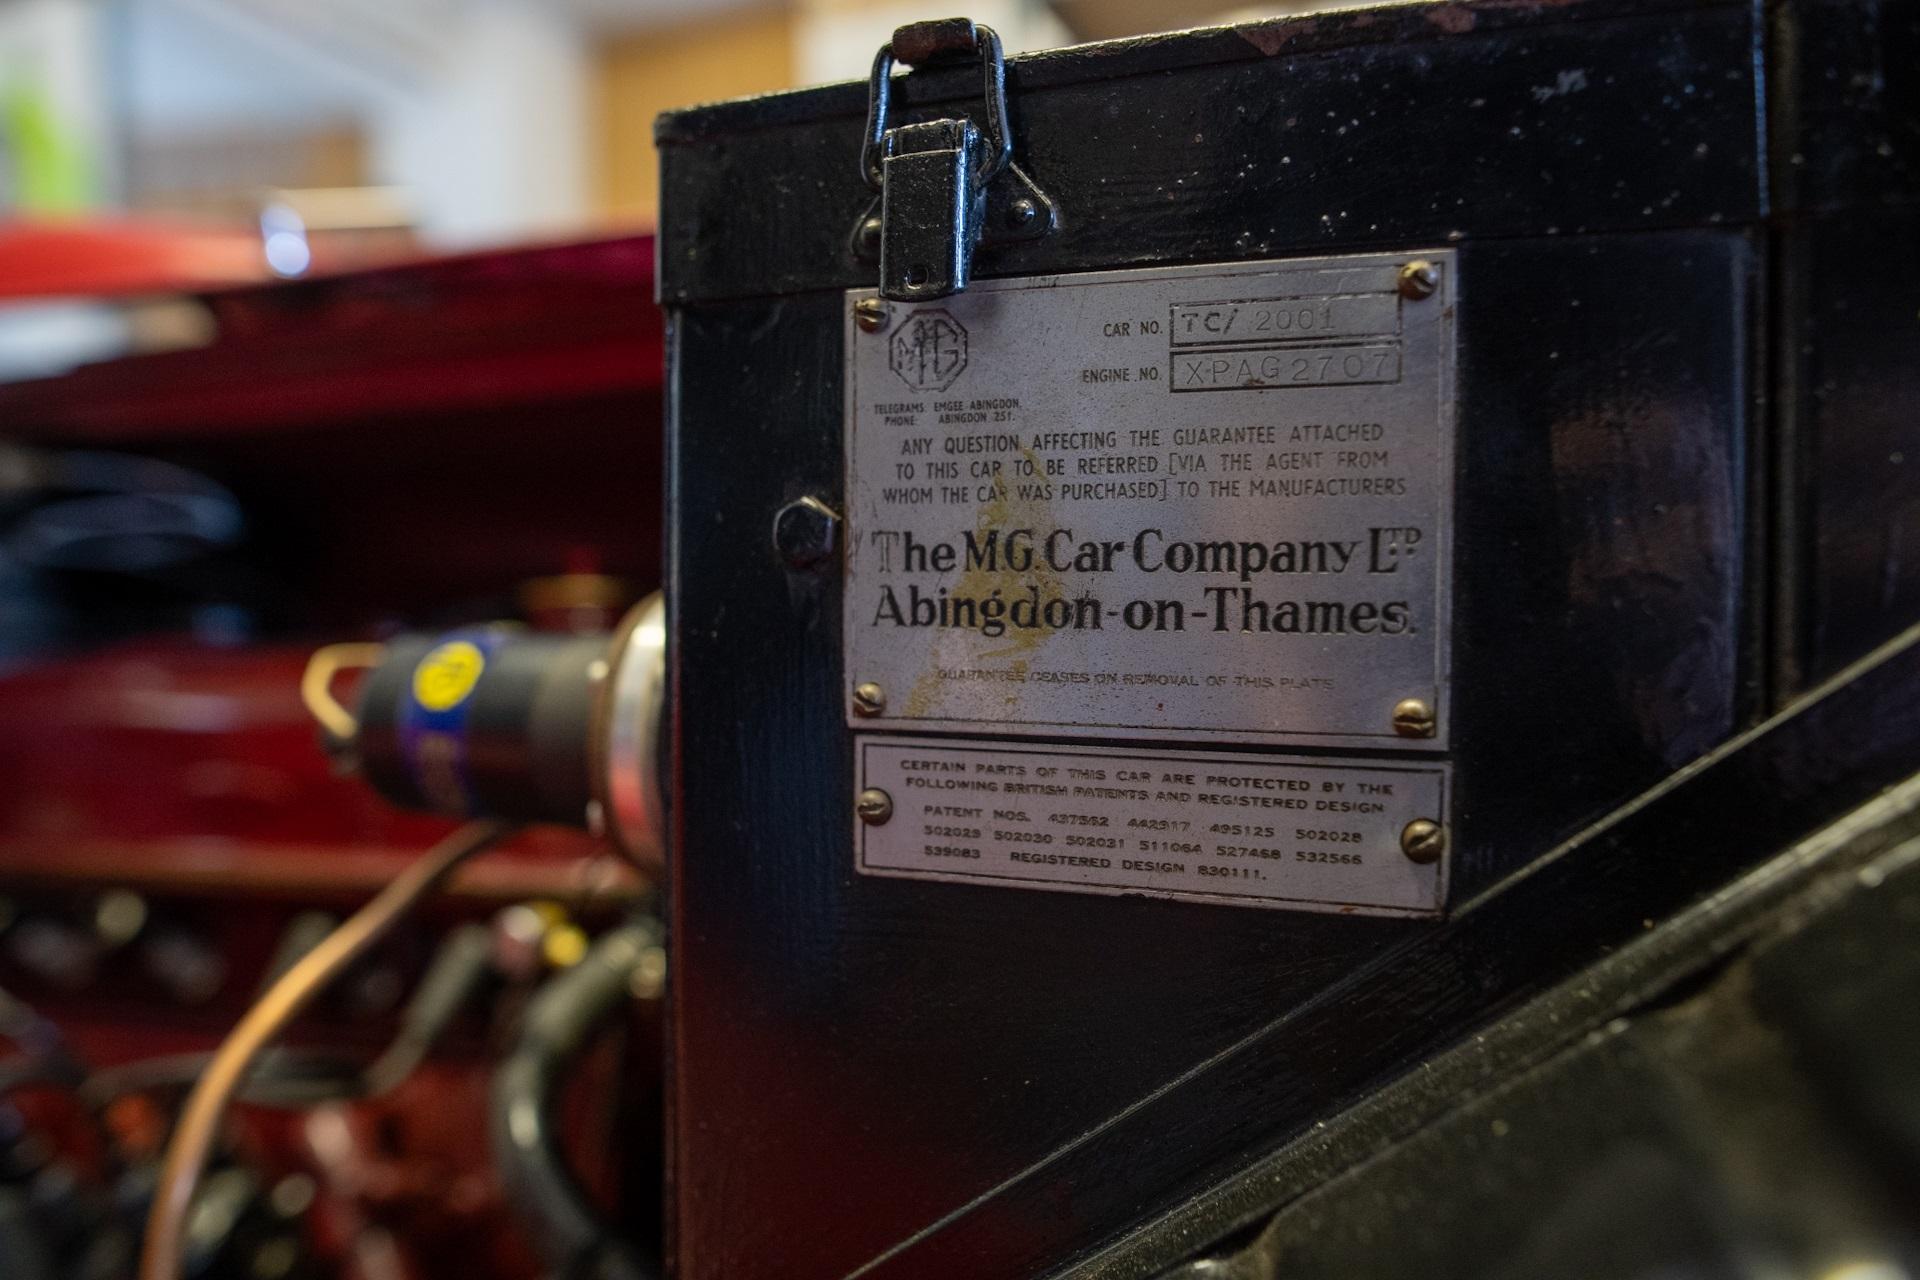 MG
CAR NO. TC/ 2001
ENGINE NO. XPAG 2707
TELEGRAMS: EMGEE ABINGDON.
PHONE: ABINGDON 251.
ANY QUESTION AFFECTING THE GUARANTEE ATTACHED
TO THIS CAR TO BE REFERRED [VIA THE AGENT FROM
WHOM THE CAR WAS PURCHASED] TO THE MANUFACTURERS
The M.G. Car Company LTD
Abingdon-on-Thames.
GUARANTEE CEASES ON REMOVAL OF THIS PLATE
CERTAIN PARTS OF THIS CAR ARE PROTECTED BY THE
FOLLOWING BRITISH PATENTS AND REGISTERED DESIGN
PATENT NOS. 437562 442917 495125 502028
502029 502030 502031 511064 527468 532566
539083 REGISTERED DESIGN 830111.